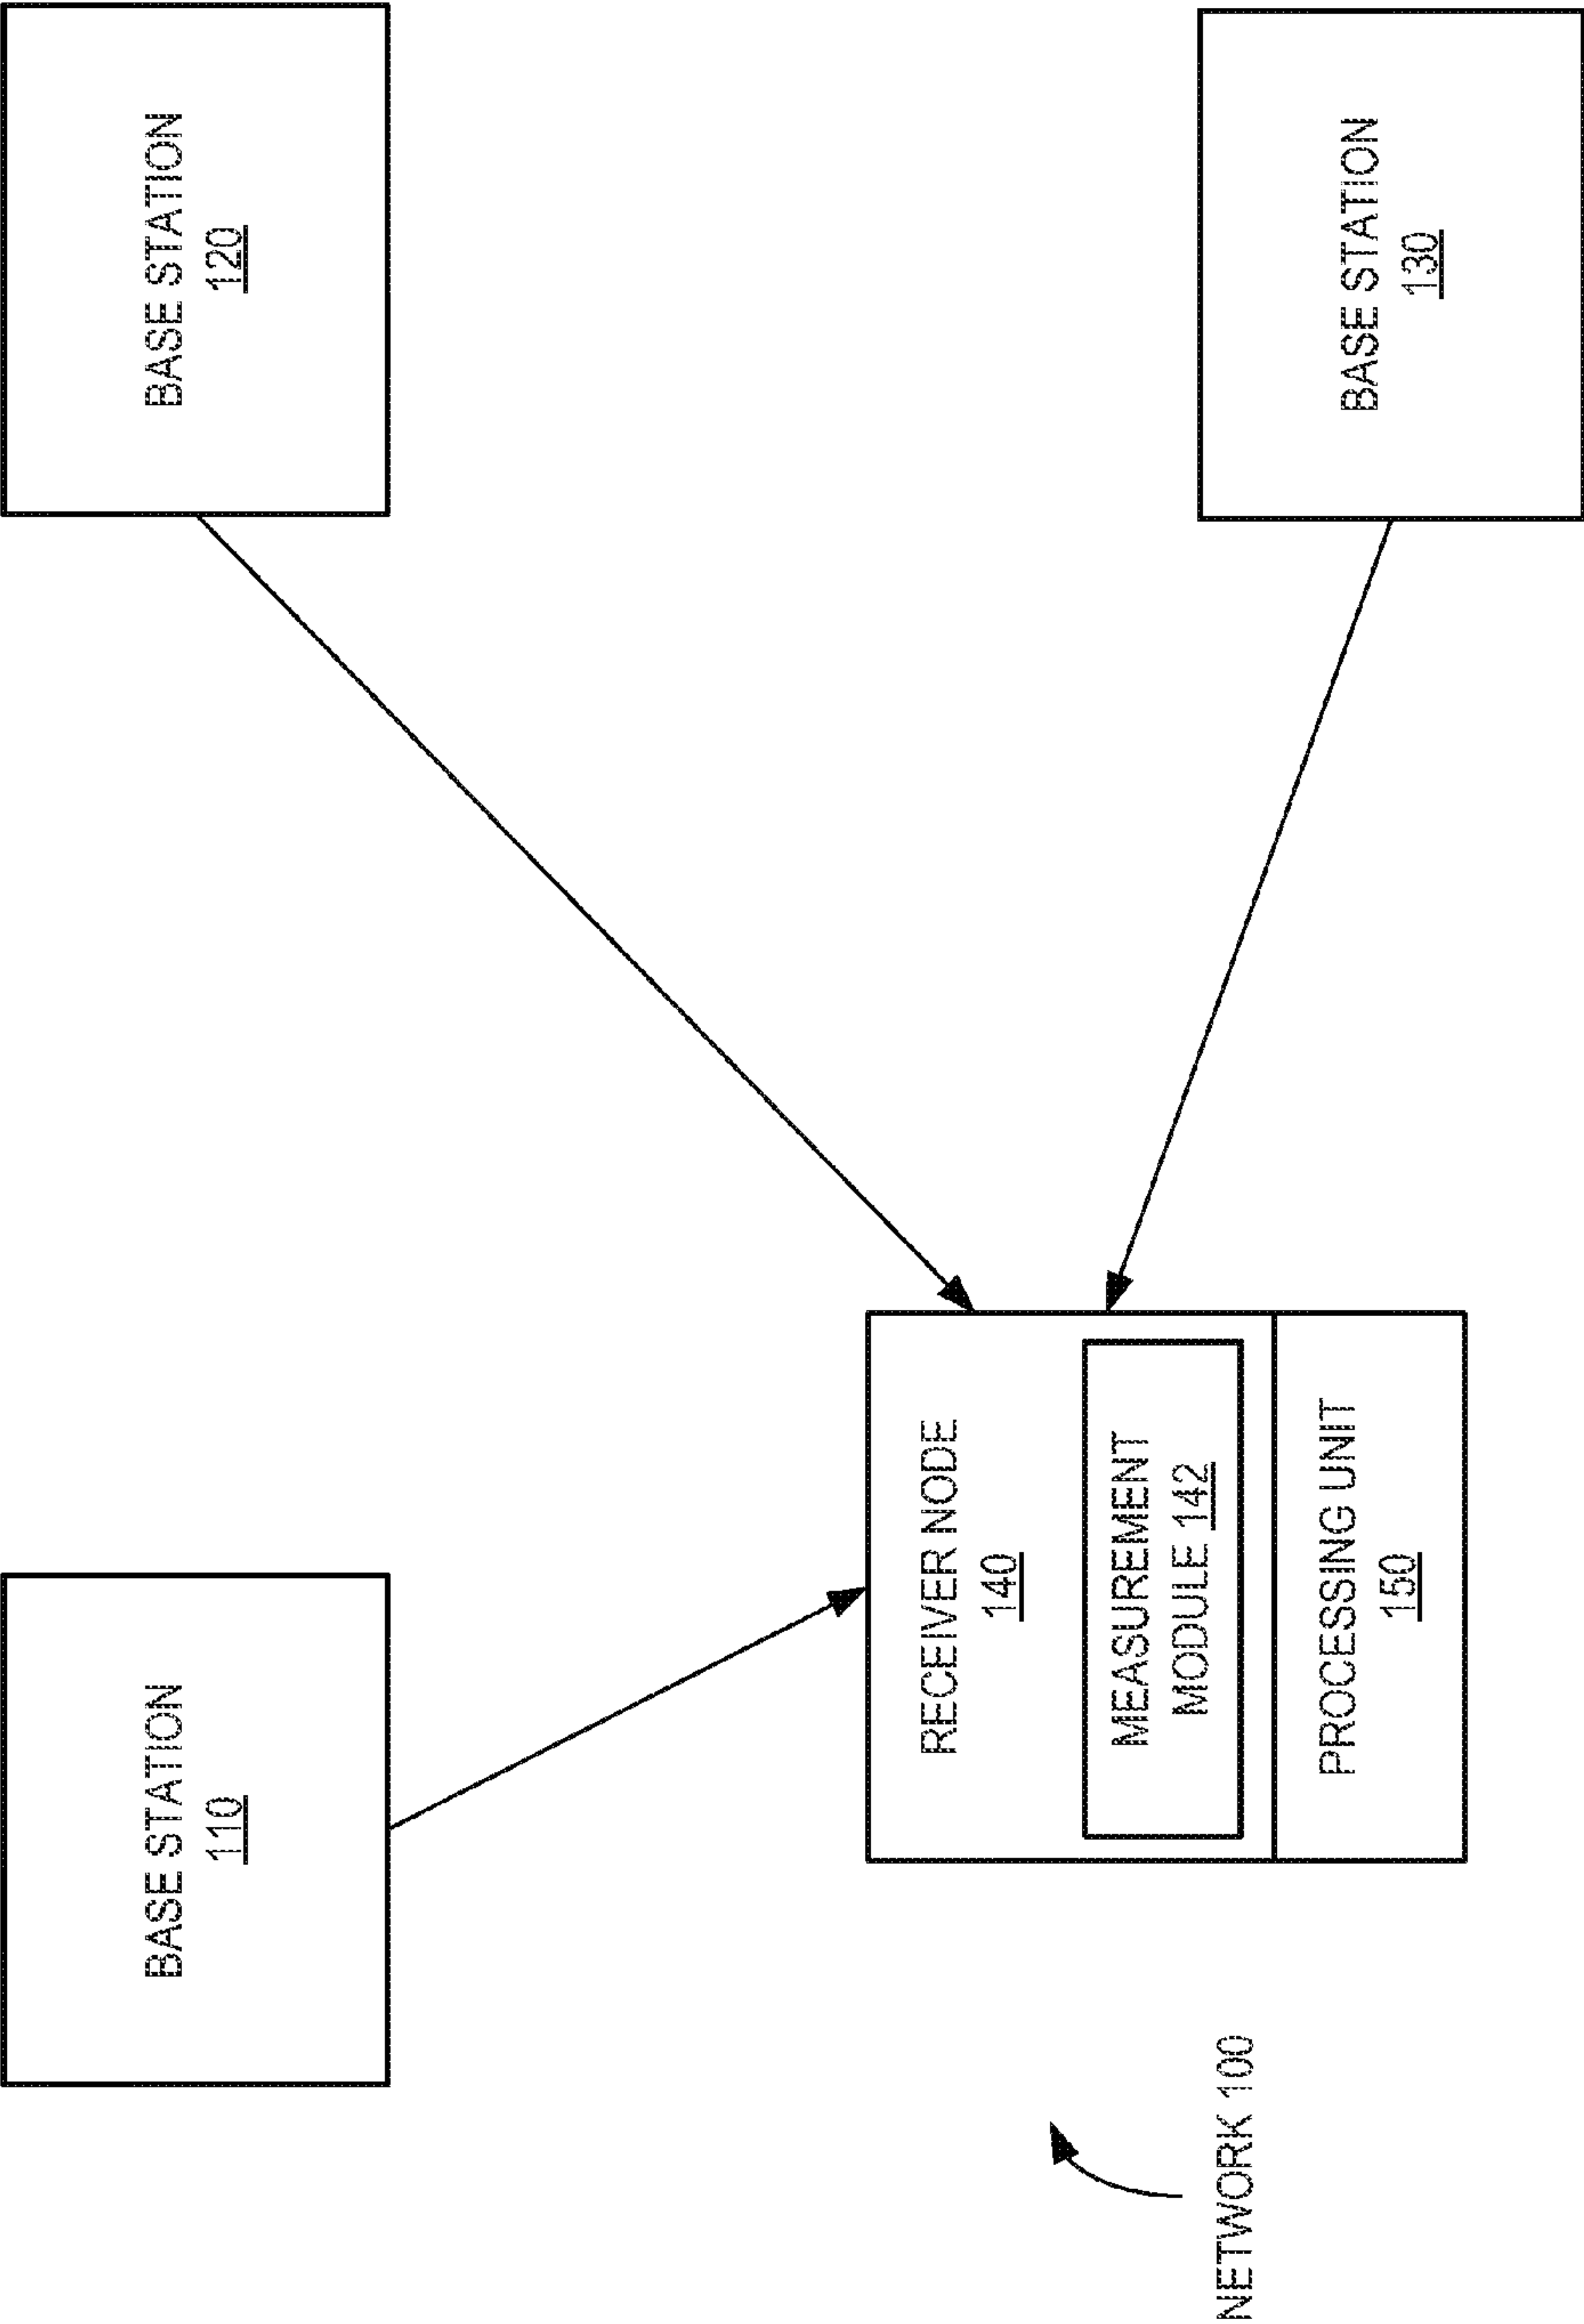 BASE STATION
110
BASE STATION
120
RECEIVER NODE
140
MEASUREMENT
MODULE 142
PROCESSING UNIT
150
BASE STATION
130
NETWORK 100